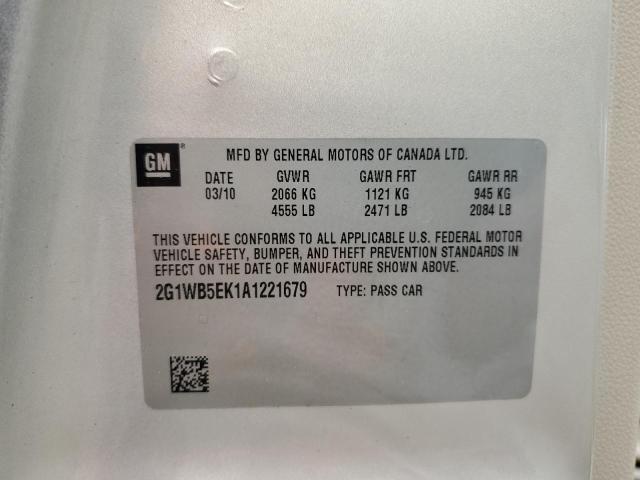 GM ®
MFD BY GENERAL MOTORS OF CANADA LTD.
DATE GVWR GAWR FRT GAWR RR
03/10 2066 KG 1121 KG 945 KG
4555 LB 2471 LB 2084 LB
THIS VEHICLE CONFORMS TO ALL APPLICABLE U.S. FEDERAL MOTOR
VEHICLE SAFETY, BUMPER, AND THEFT PREVENTION STANDARDS IN
EFFECT ON THE DATE OF MANUFACTURE SHOWN ABOVE.
2G1WB5EK1A1221679 TYPE: PASS CAR